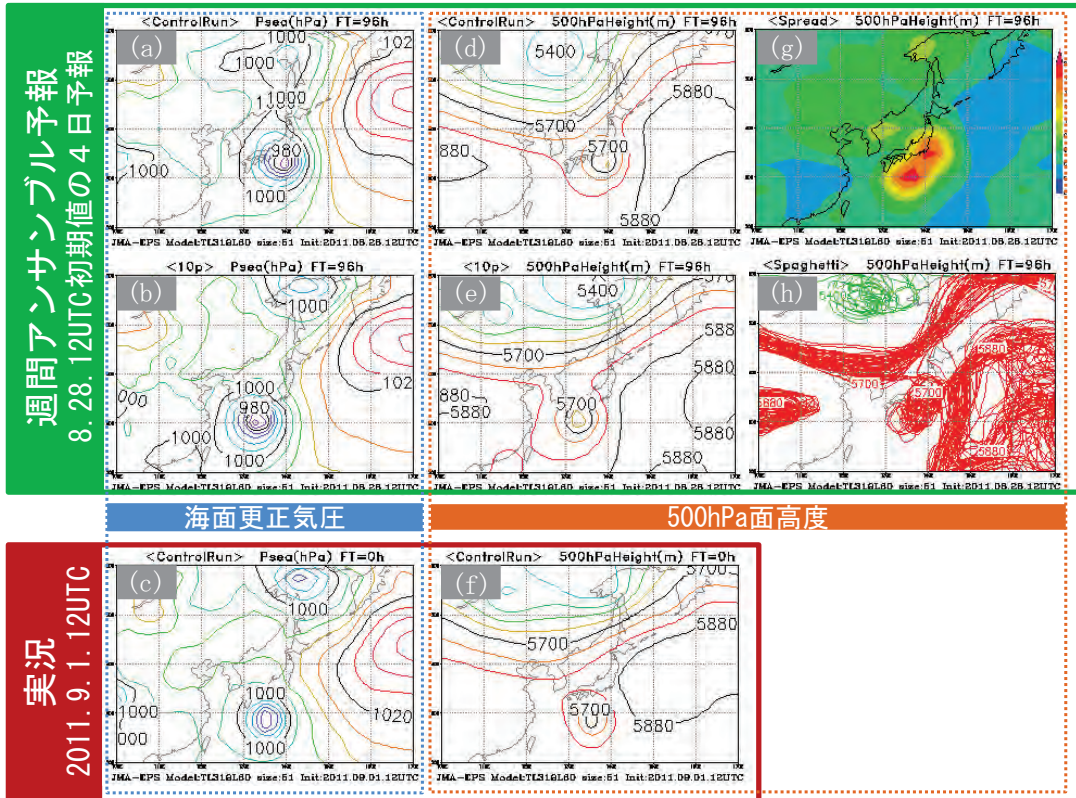 週間アンサンブル予報
8.28.12UTC初期値の4日予報
<ControlRun> Psea(hPa) FT=96h
(a)
1000
1000
102
1000
980
1000
1000
JMA-EPS Model:TL319L60 size:51 Init:2011.08.28.12UTC
<ControlRun> 500hPaHeight(m) FT=96h
(d)
5400
5700
5880
880
5700
5880
JMA-EPS Model:TL319L60 size:51 Init:2011.08.28.12UTC
<Spread> 500hPaHeight(m) FT=96h
(g)
JMA-EPS Model:TL319L60 size:51 Init:2011.08.28.12UTC
<10p> Psea(hPa) FT=96h
(b)
1000
102
1000
000
980
1000
1000
JMA-EPS Model:TL319L60 size:51 Init:2011.08.28.12UTC
<10p> 500hPaHeight(m) FT=96h
(e)
5400
5700
588
880
5880
5700
5880
5880
JMA-EPS Model:TL319L60 size:51 Init:2011.08.28.12UTC
<Spaghetti> 500hPaHeight(m) FT=96h
(h)
5400
5880
5700
5700
5880
5880
JMA-EPS Model:TL319L60 size:51 Init:2011.08.28.12UTC
海面更正気圧
500hPa面高度
実況
2011.9.1.12UTC
<ControlRun> Psea(hPa) FT=0h
(c)
1000
1000
1000
000
1020
1000
JMA-EPS Model:TL319L60 size:51 Init:2011.09.01.12UTC
<ControlRun> 500hPaHeight(m) FT=0h
(f)
5700
5880
5700
5880
JMA-EPS Model:TL319L60 size:51 Init:2011.09.01.12UTC